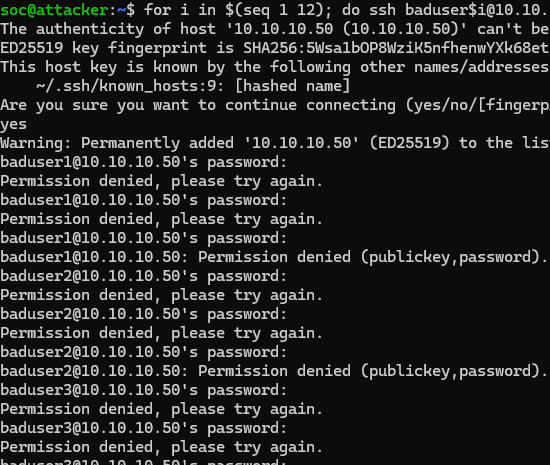 soc@attacker:~$ for i in $(seq 1 12); do ssh baduser$i@10.10.
The authenticity of host '10.10.10.50 (10.10.10.50)' can't be
ED25519 key fingerprint is SHA256:5Wsa1bOP8WziK5nfhenwYXk68et
This host key is known by the following other names/addresses
    ~/.ssh/known_hosts:9: [hashed name]
Are you sure you want to continue connecting (yes/no/[fingerp
yes
Warning: Permanently added '10.10.10.50' (ED25519) to the lis
baduser1@10.10.10.50's password:
Permission denied, please try again.
baduser1@10.10.10.50's password:
Permission denied, please try again.
baduser1@10.10.10.50's password:
baduser1@10.10.10.50: Permission denied (publickey,password).
baduser2@10.10.10.50's password:
Permission denied, please try again.
baduser2@10.10.10.50's password:
Permission denied, please try again.
baduser2@10.10.10.50's password:
baduser2@10.10.10.50: Permission denied (publickey,password).
baduser3@10.10.10.50's password:
Permission denied, please try again.
baduser3@10.10.10.50's password:
Permission denied, please try again.
baduser3@10.10.10.50's password: